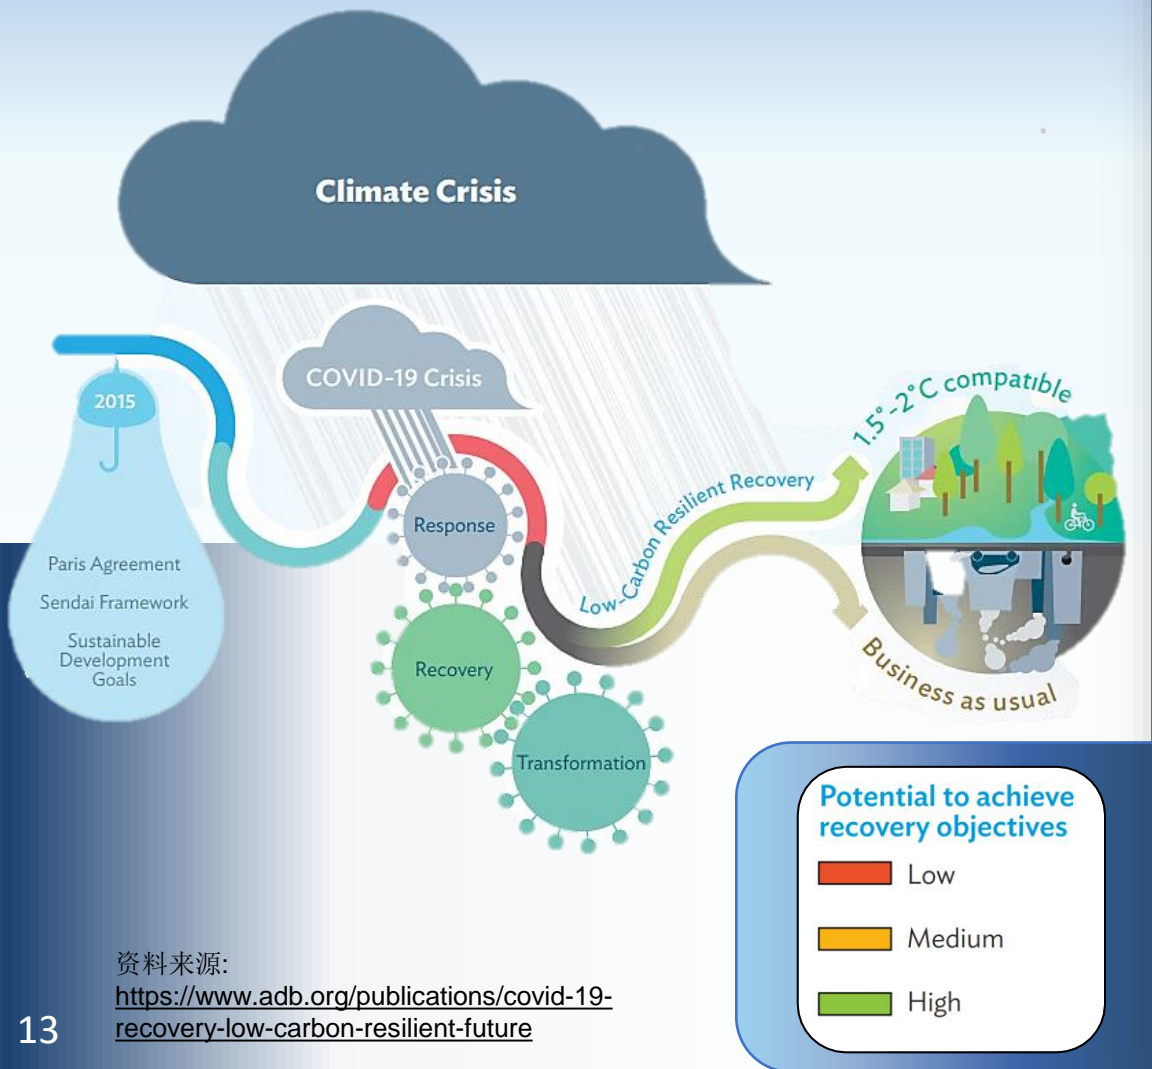 Climate Crisis
COVID-19 Crisis
2015
Paris Agreement
Sendai Framework
Sustainable
Development
Goals
Response
Recovery
Transformation
Low-Carbon Resilient Recovery
1.5°-2°C compatible
Business as usual
Potential to achieve
recovery objectives
Low
Medium
High
资料来源:
https://www.adb.org/publications/covid-19-
recovery-low-carbon-resilient-future
13